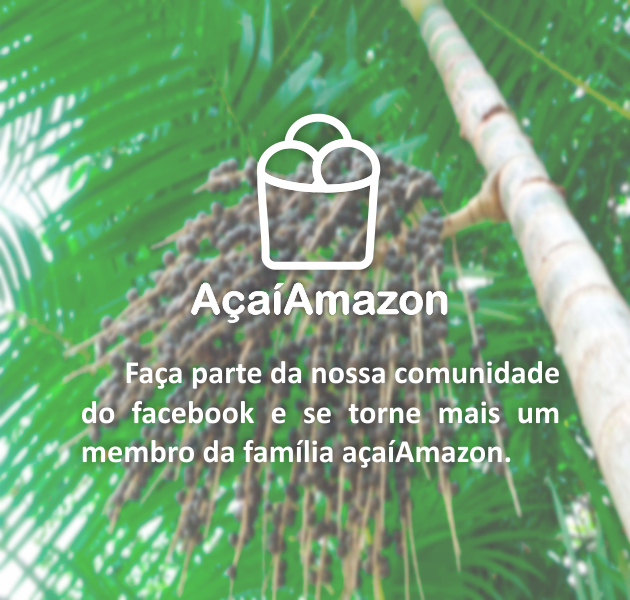 AçaíAmazon
Faça parte da nossa comunidade
do facebook e se torne mais um
membro da família açaíAmazon.